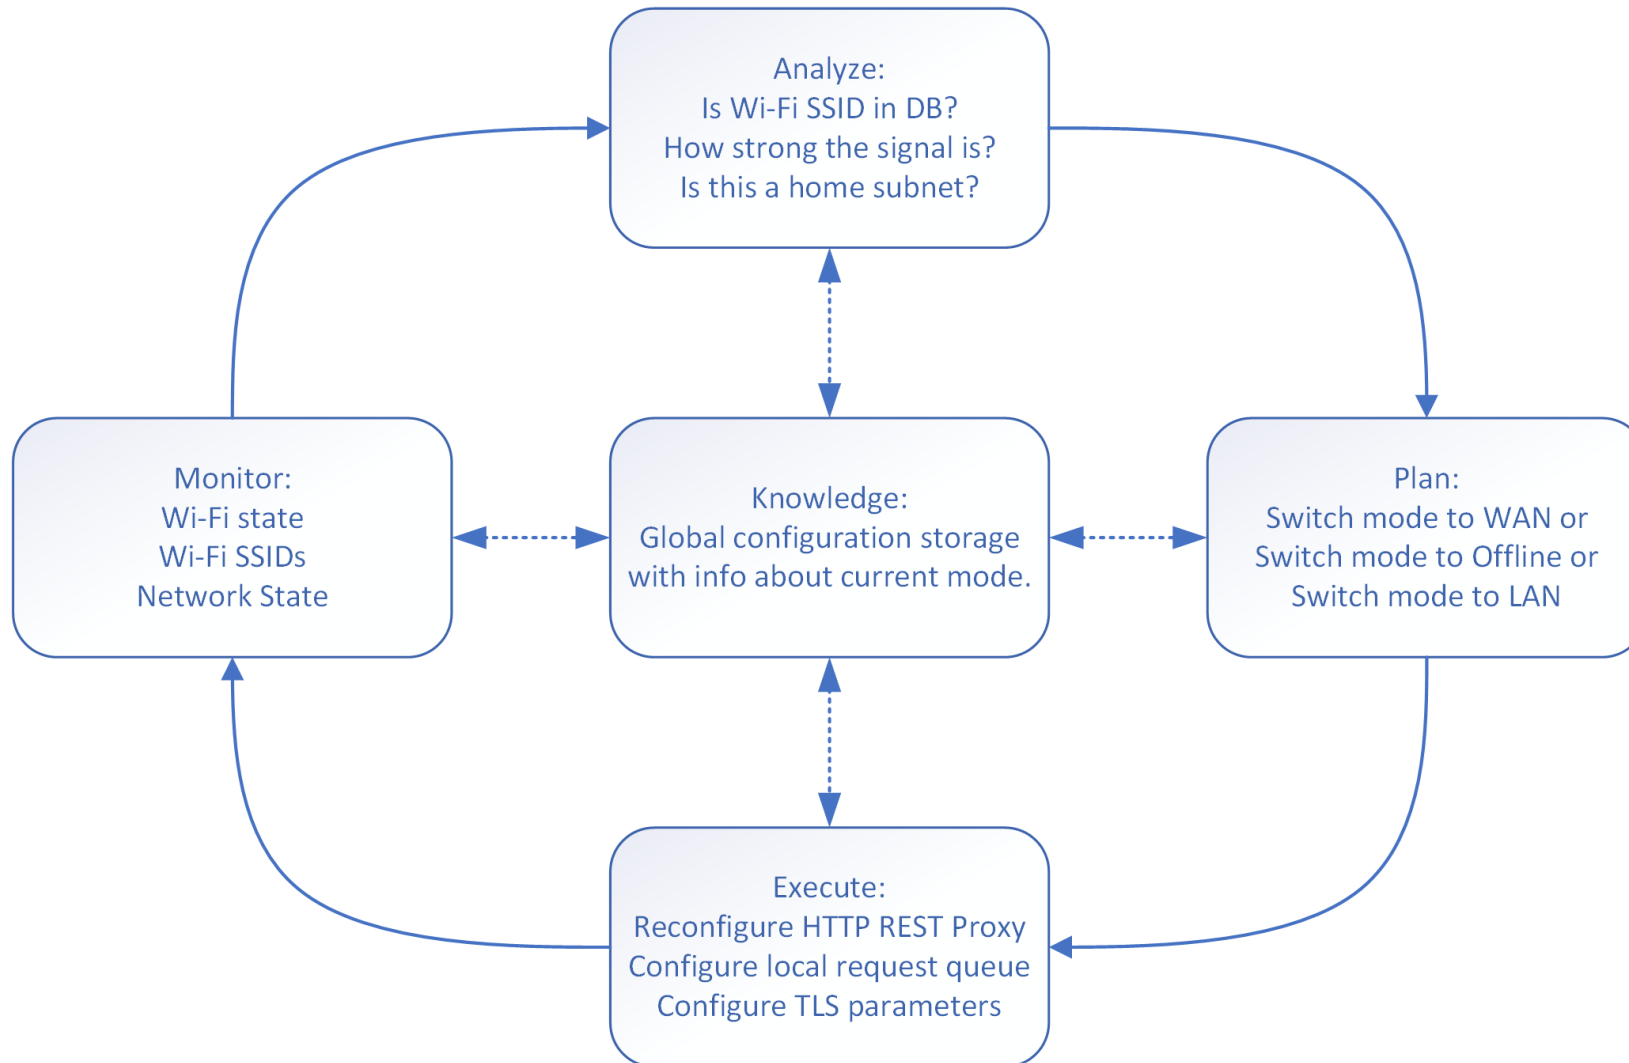 Analyze:
Is Wi-Fi SSID in DB?
How strong the signal is?
Is this a home subnet?
Monitor:
Wi-Fi state
Wi-Fi SSIDs
Network State
Knowledge:
Global configuration storage
with info about current mode.
Plan:
Switch mode to WAN or
Switch mode to Offline or
Switch mode to LAN
Execute:
Reconfigure HTTP REST Proxy
Configure local request queue
Configure TLS parameters